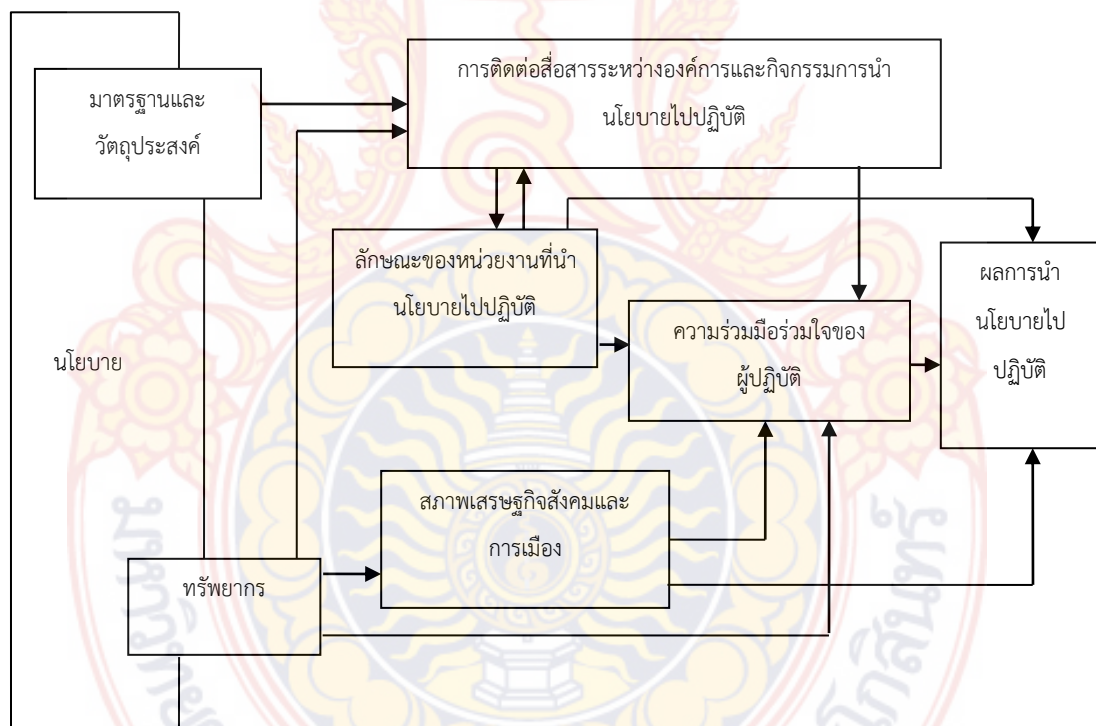 การติดต่อสื่อสารระหว่างองค์การและกิจกรรมการนำ
นโยบายไปปฏิบัติ
มาตรฐานและ
วัตถุประสงค์
ลักษณะของหน่วยงานที่นำ
นโยบายไปปฏิบัติ
ผลการนำ
นโยบายไป
ปฏิบัติ
ความร่วมมือร่วมใจของ
ผู้ปฏิบัติ
นโยบาย
สภาพเศรษฐกิจสังคมและ
การเมือง
ทรัพยากร
โกสินทร์